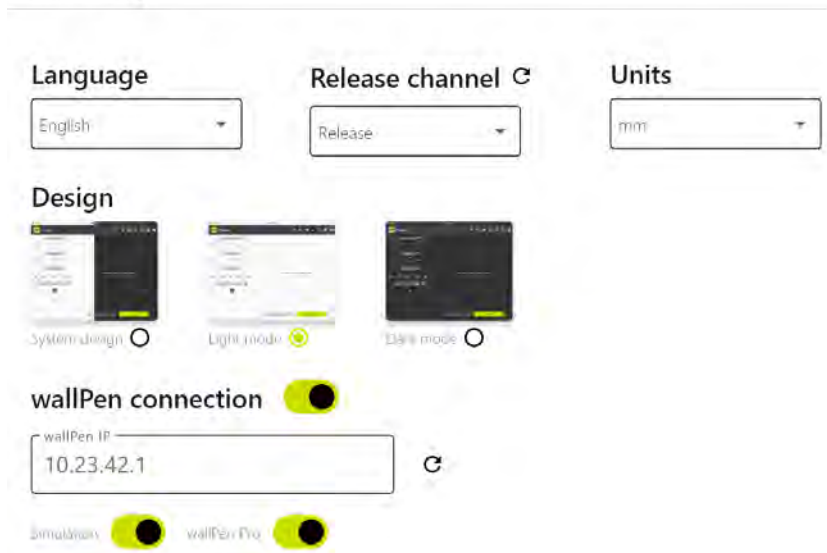 Language
Release channel
Units
English
Release
mm
Design
System design
Light mode
Dark mode
wallPen connection
wallPen IP
10.23.42.1
Simulation
wallPen Pro